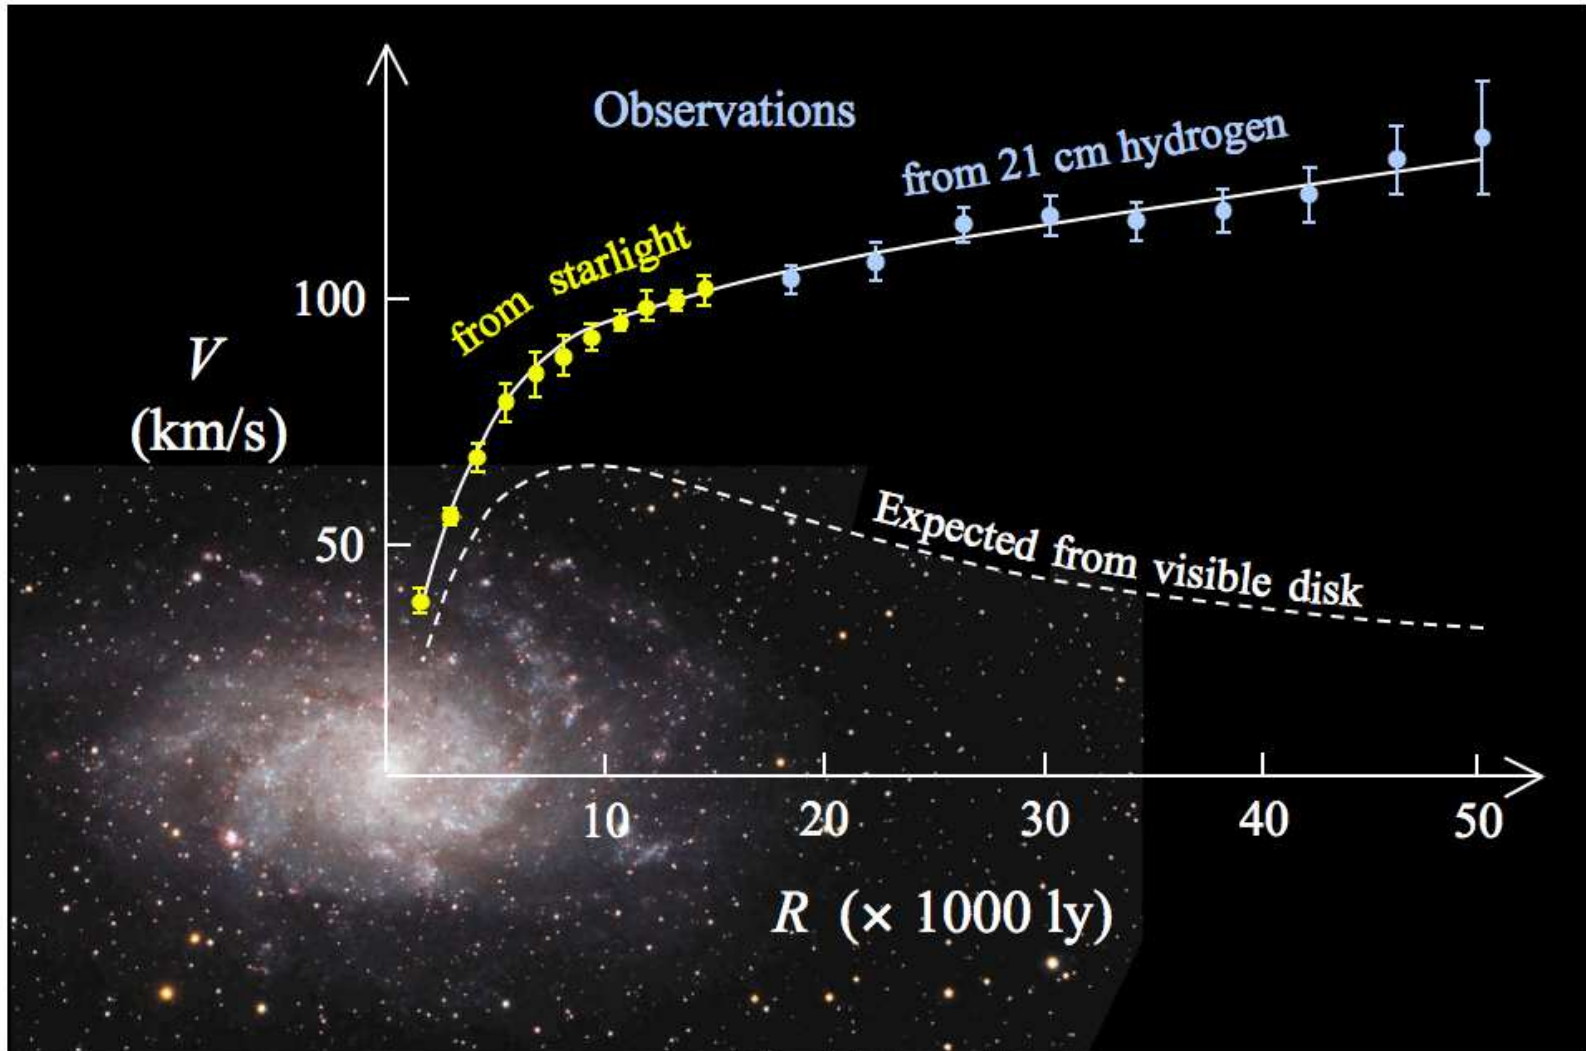 Observations
from 21 cm hydrogen
from starlight
100
V
(km/s)
50
Expected from visible disk
10
20
30
40
50
R (× 1000 ly)